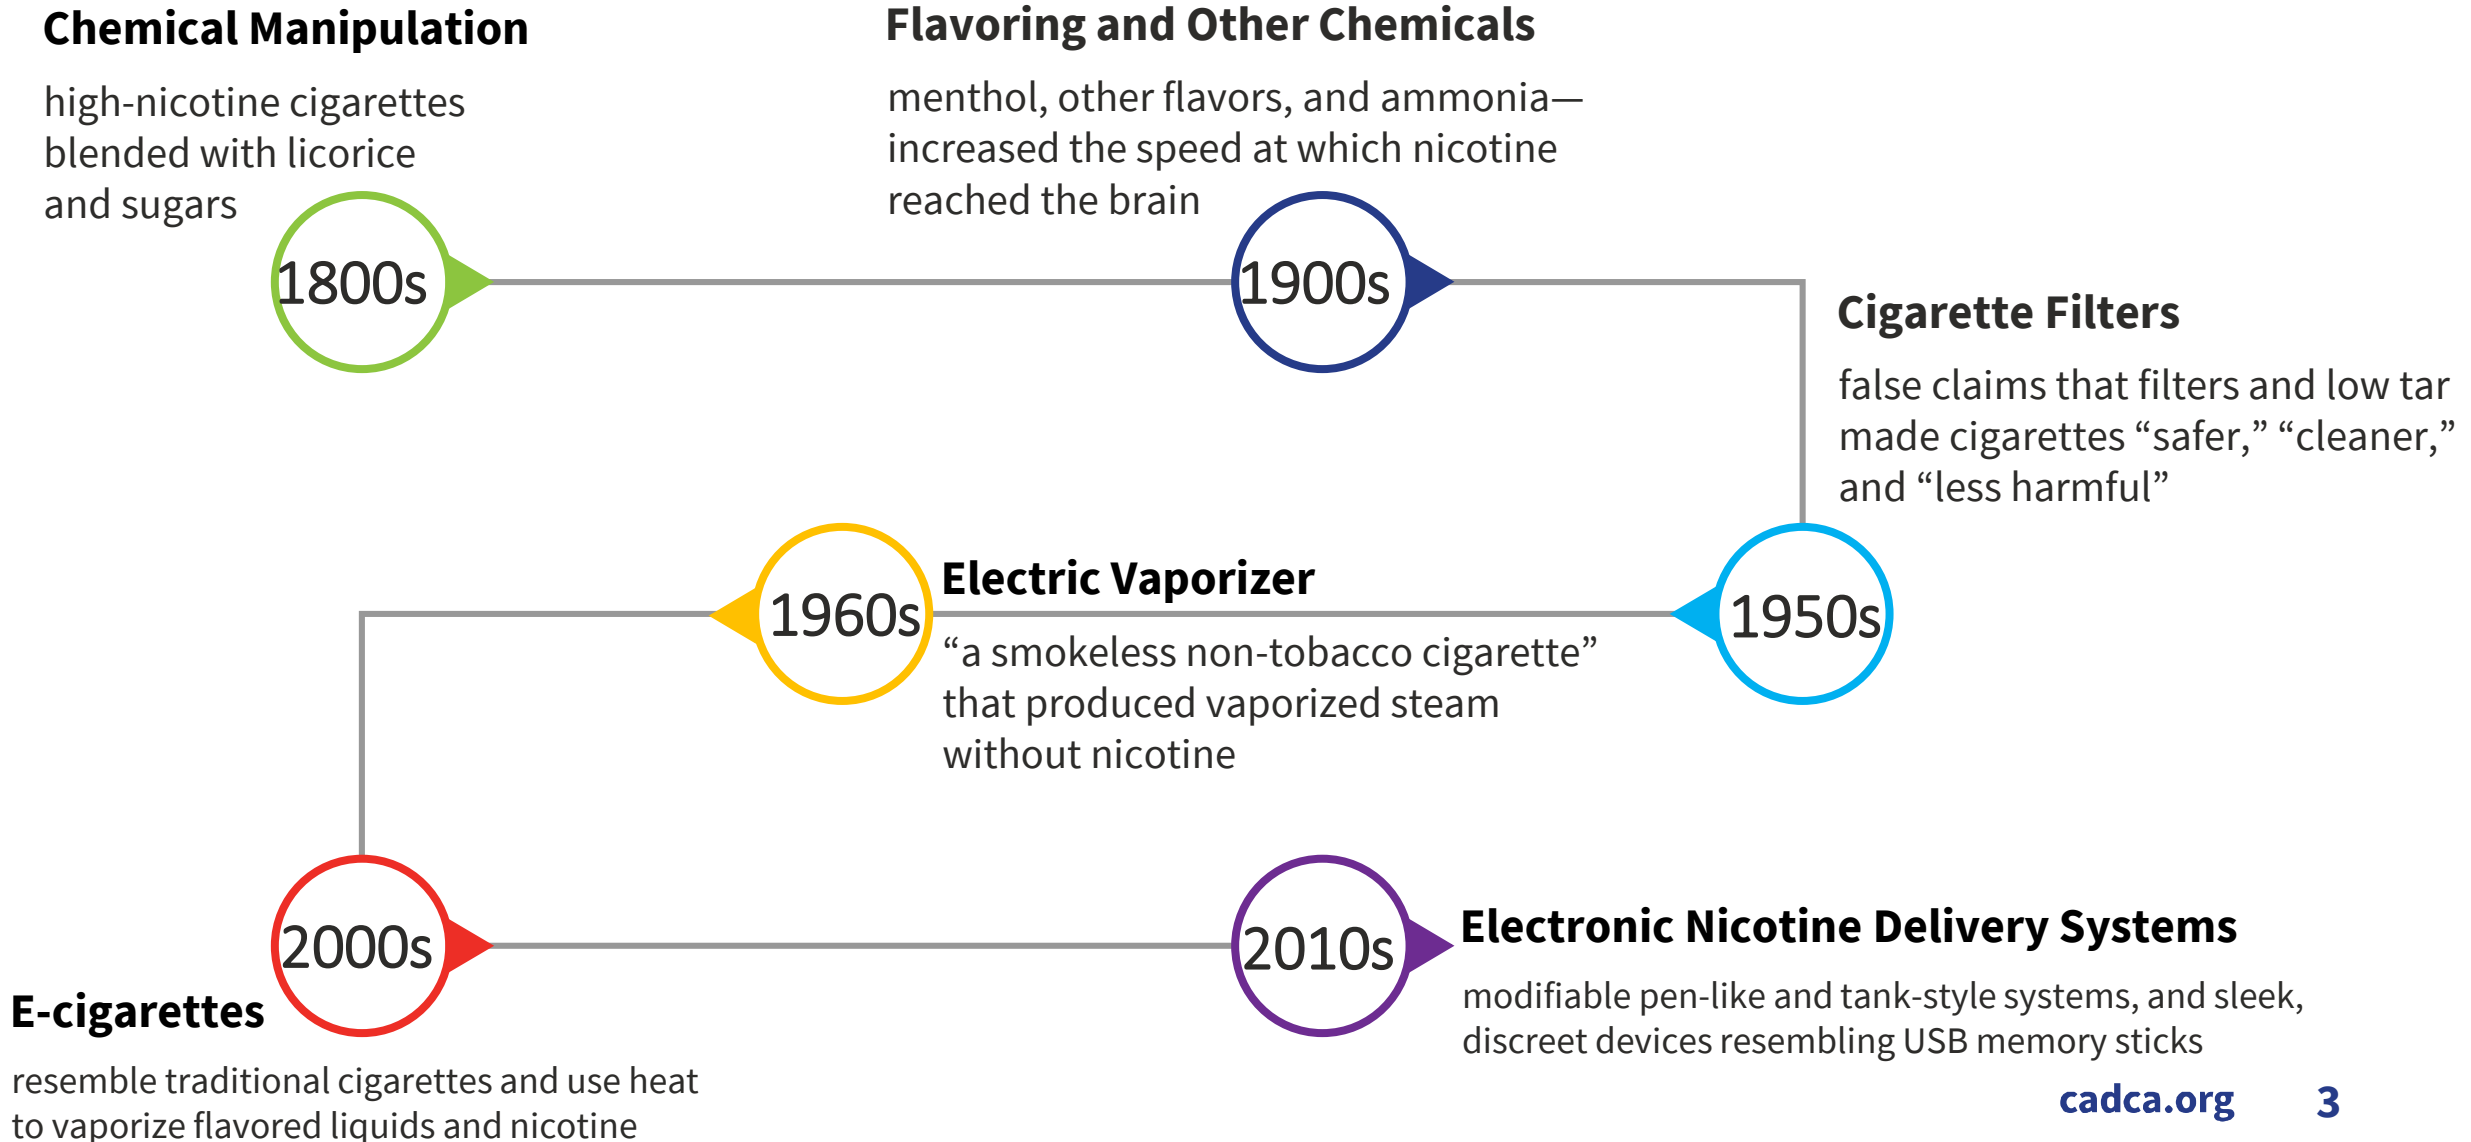 Chemical Manipulation
high-nicotine cigarettes
blended with licorice
and sugars
1800s
Flavoring and Other Chemicals
menthol, other flavors, and ammonia—
increased the speed at which nicotine
reached the brain
1900s
Cigarette Filters
false claims that filters and low tar
made cigarettes “safer,” “cleaner,”
and “less harmful”
1950s
Electric Vaporizer
“a smokeless non-tobacco cigarette”
that produced vaporized steam
without nicotine
1960s
2000s
E-cigarettes
resemble traditional cigarettes and use heat
to vaporize flavored liquids and nicotine
2010s
Electronic Nicotine Delivery Systems
modifiable pen-like and tank-style systems, and sleek,
discreet devices resembling USB memory sticks
cadca.org 3